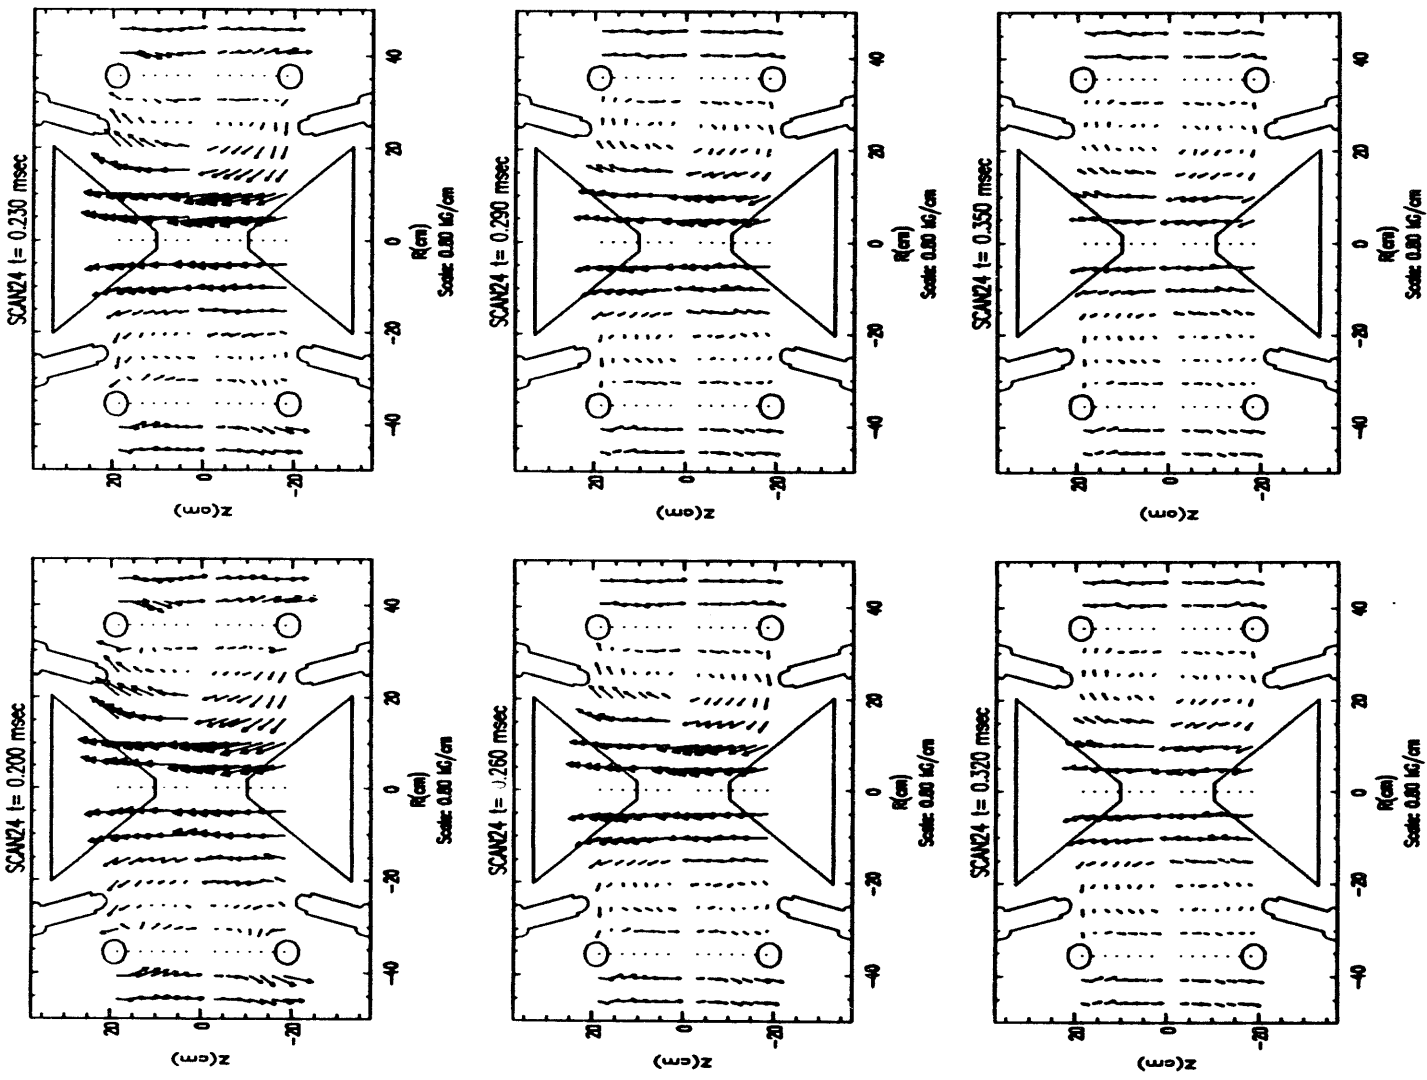 SCAN24 t= 0.200 msec
Z(cm)
20
0
-20
-40 -20 0 20 40
R(cm)
Scale: 0.80 kG/cm
SCAN24 t= 0.230 msec
Z(cm)
20
0
-20
-40 -20 0 20 40
R(cm)
Scale: 0.80 kG/cm
SCAN24 t= 0.260 msec
Z(cm)
20
0
-20
-40 -20 0 20 40
R(cm)
Scale: 0.80 kG/cm
SCAN24 t= 0.290 msec
Z(cm)
20
0
-20
-40 -20 0 20 40
R(cm)
Scale: 0.80 kG/cm
SCAN24 t= 0.320 msec
Z(cm)
20
0
-20
-40 -20 0 20 40
R(cm)
Scale: 0.80 kG/cm
SCAN24 t= 0.350 msec
Z(cm)
20
0
-20
-40 -20 0 20 40
R(cm)
Scale: 0.80 kG/cm